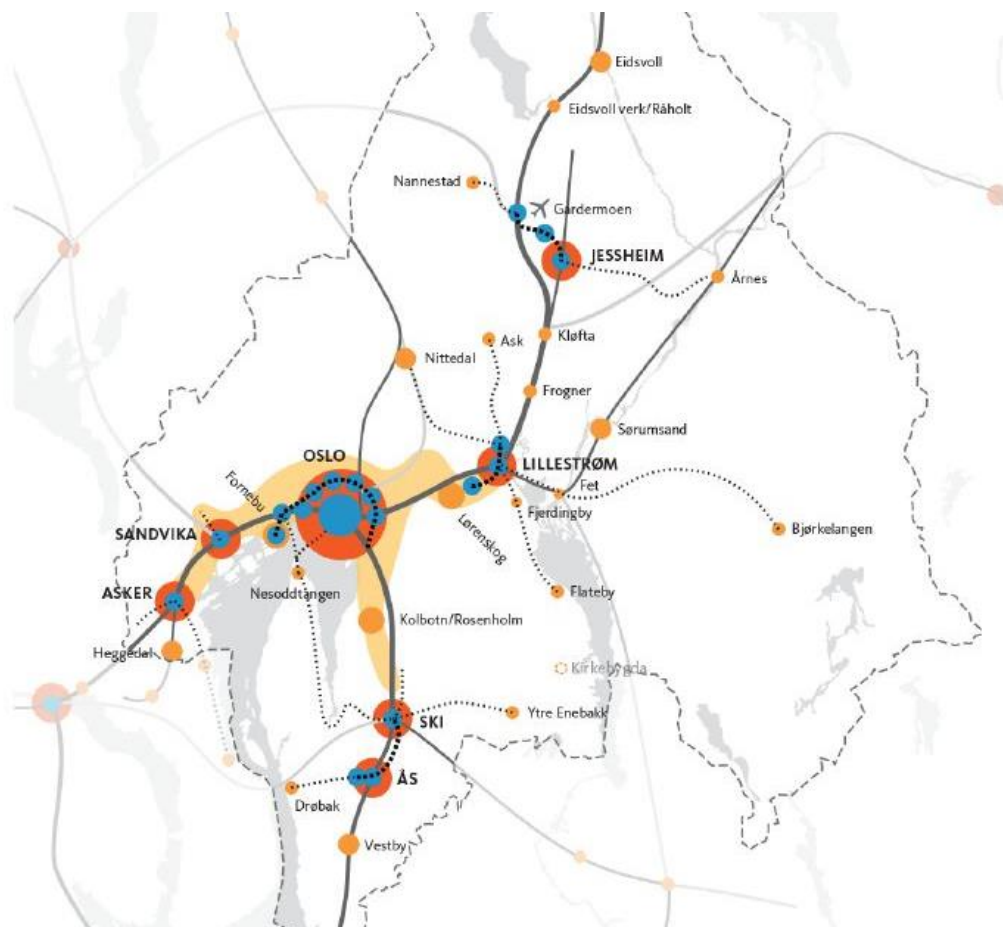 Eidsvoll
Eidsvoll verk/Råholt
Nannestad
Gardermoen
JESSHEIM
Årnes
Ask
Kløfta
Nittedal
Frogner
Sørumsand
OSLO
LILLESTRØM
Fet
Fornebu
Fjerdingby
Lørenskog
SANDVIKA
Bjørkelangen
Nesoddtangen
ASKER
Flateby
Kolbotn/Rosenholm
Heggedal
Kirkebygda
SKI
Ytre Enebakk
ÅS
Drøbak
Vestby